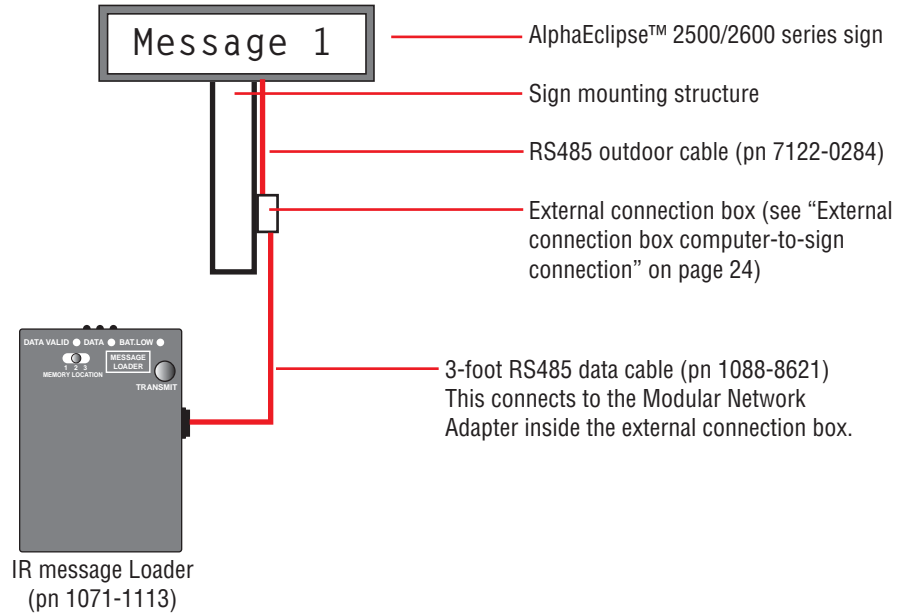 Message 1
AlphaEclipse™ 2500/2600 series sign
Sign mounting structure
RS485 outdoor cable (pn 7122-0284)
External connection box (see “External
connection box computer-to-sign
connection” on page 24)
DATA VALID DATA BAT.LOW
1 2 3
MEMORY LOCATION
MESSAGE
LOADER
TRANSMIT
3-foot RS485 data cable (pn 1088-8621)
This connects to the Modular Network
Adapter inside the external connection box.
IR message Loader
(pn 1071-1113)